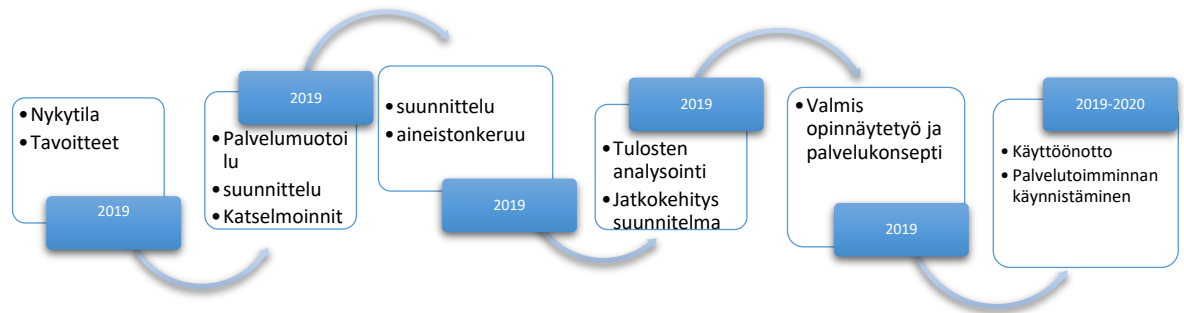 • Nykytila
• Tavoitteet
2019
2019
• Palvelumuotoi
lu
• suunnittelu
• Katselmoinnit
• suunnittelu
• aineistonkeruu
2019
2019
• Tulosten
analysointi
• Jatkokehitys
suunnitelma
• Valmis
opinnäytetyö ja
palvelukonsepti
2019
2019-2020
• Käyttöönotto
• Palvelutoimminnan
käynnistäminen